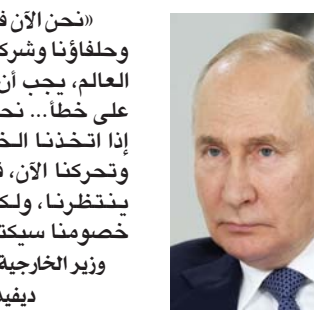 «نحن الآن ف
وحلفاؤنا وشرك
العالم، يجب أن
على خطأ... نح
إذا اتخذنا الخ
وتحركنا الآن، ق
ينتظرنا، ولك
خصومنا سيكت
وزير الخارجية
ديفيد